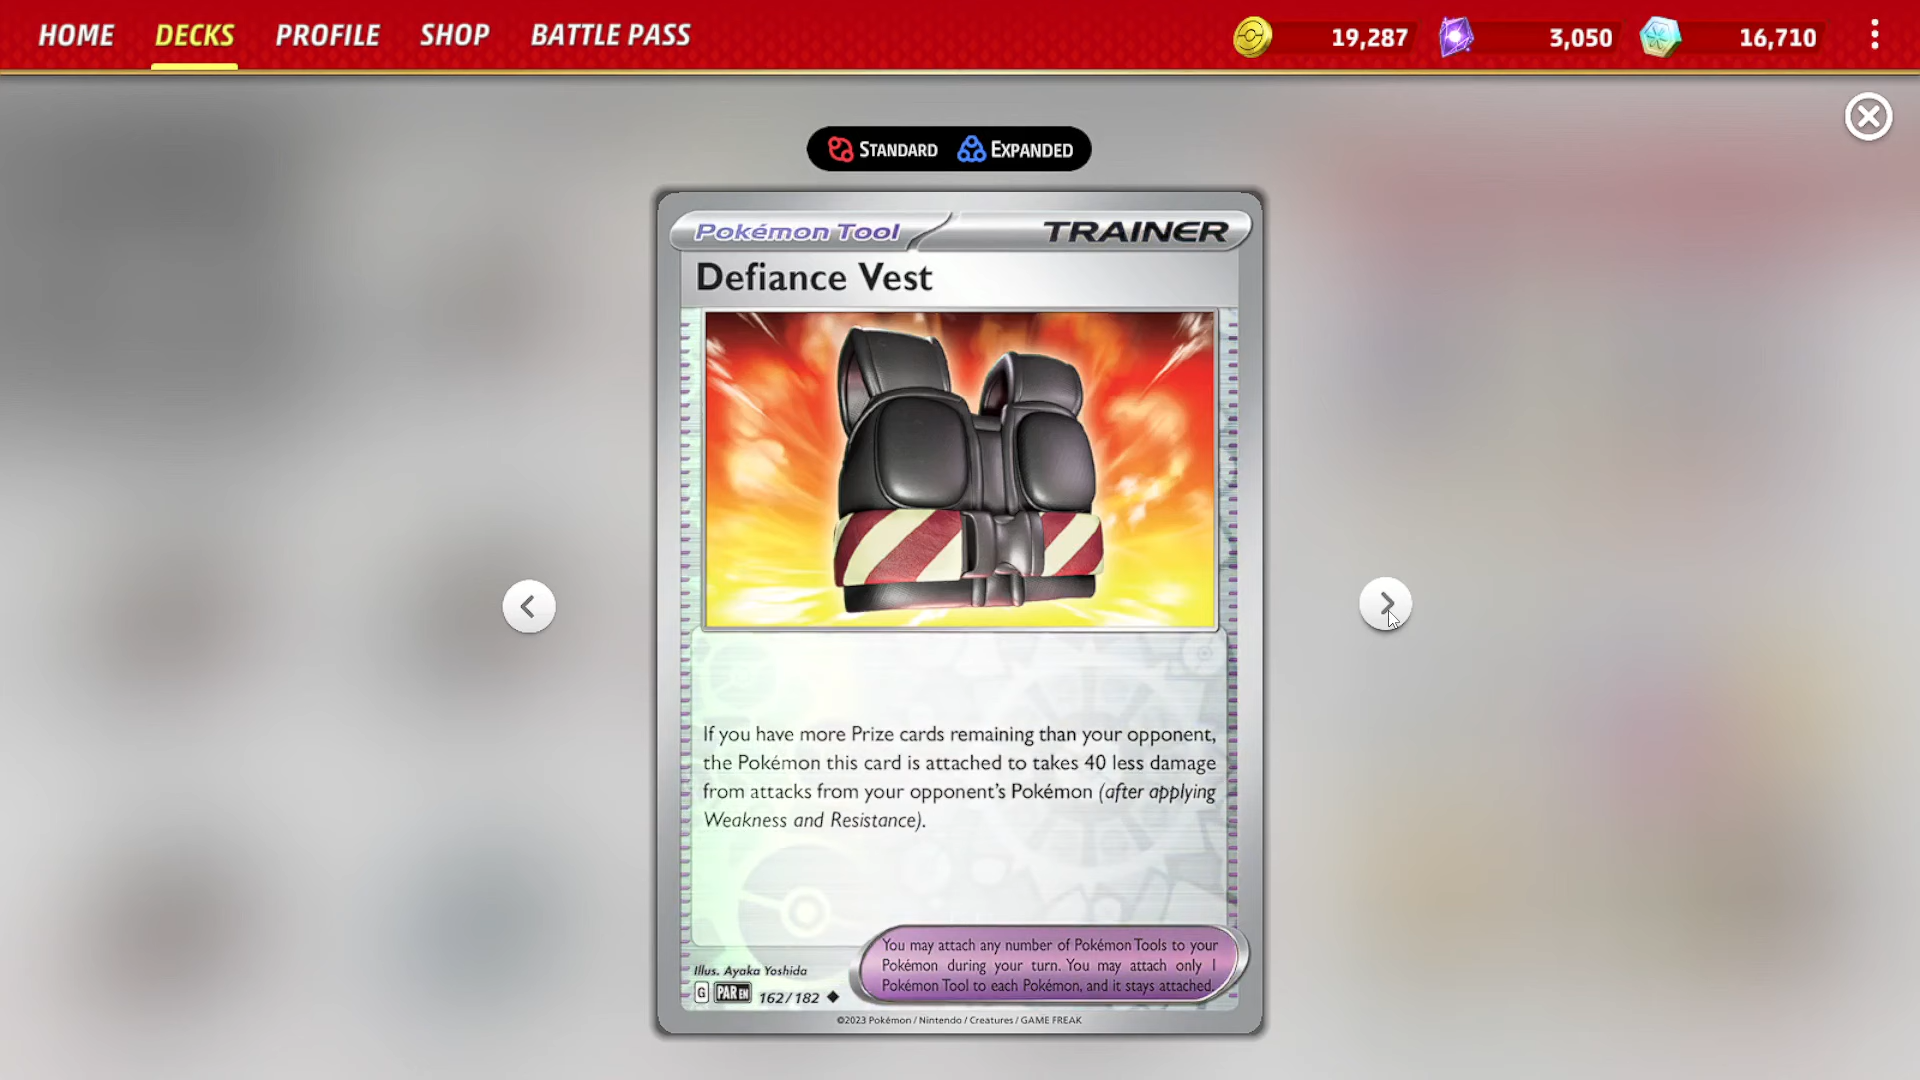 HOME DECKS PROFILE SHOP BATTLE PASS 19,287 3,050 16,710
STANDARD EXPANDED
Pokémon Tool TRAINER
Defiance Vest
If you have more Prize cards remaining than your opponent,
the Pokémon this card is attached to takes 40 less damage
from attacks from your opponent's Pokémon (after applying
Weakness and Resistance).
You may attach any number of Pokémon Tools to your
Pokémon during your turn. You may attach only 1
Pokémon Tool to each Pokémon, and it stays attached.
Illus. Ayaka Yoshida
G PAR EN 162/182
©2023 Pokémon / Nintendo / Creatures / GAME FREAK